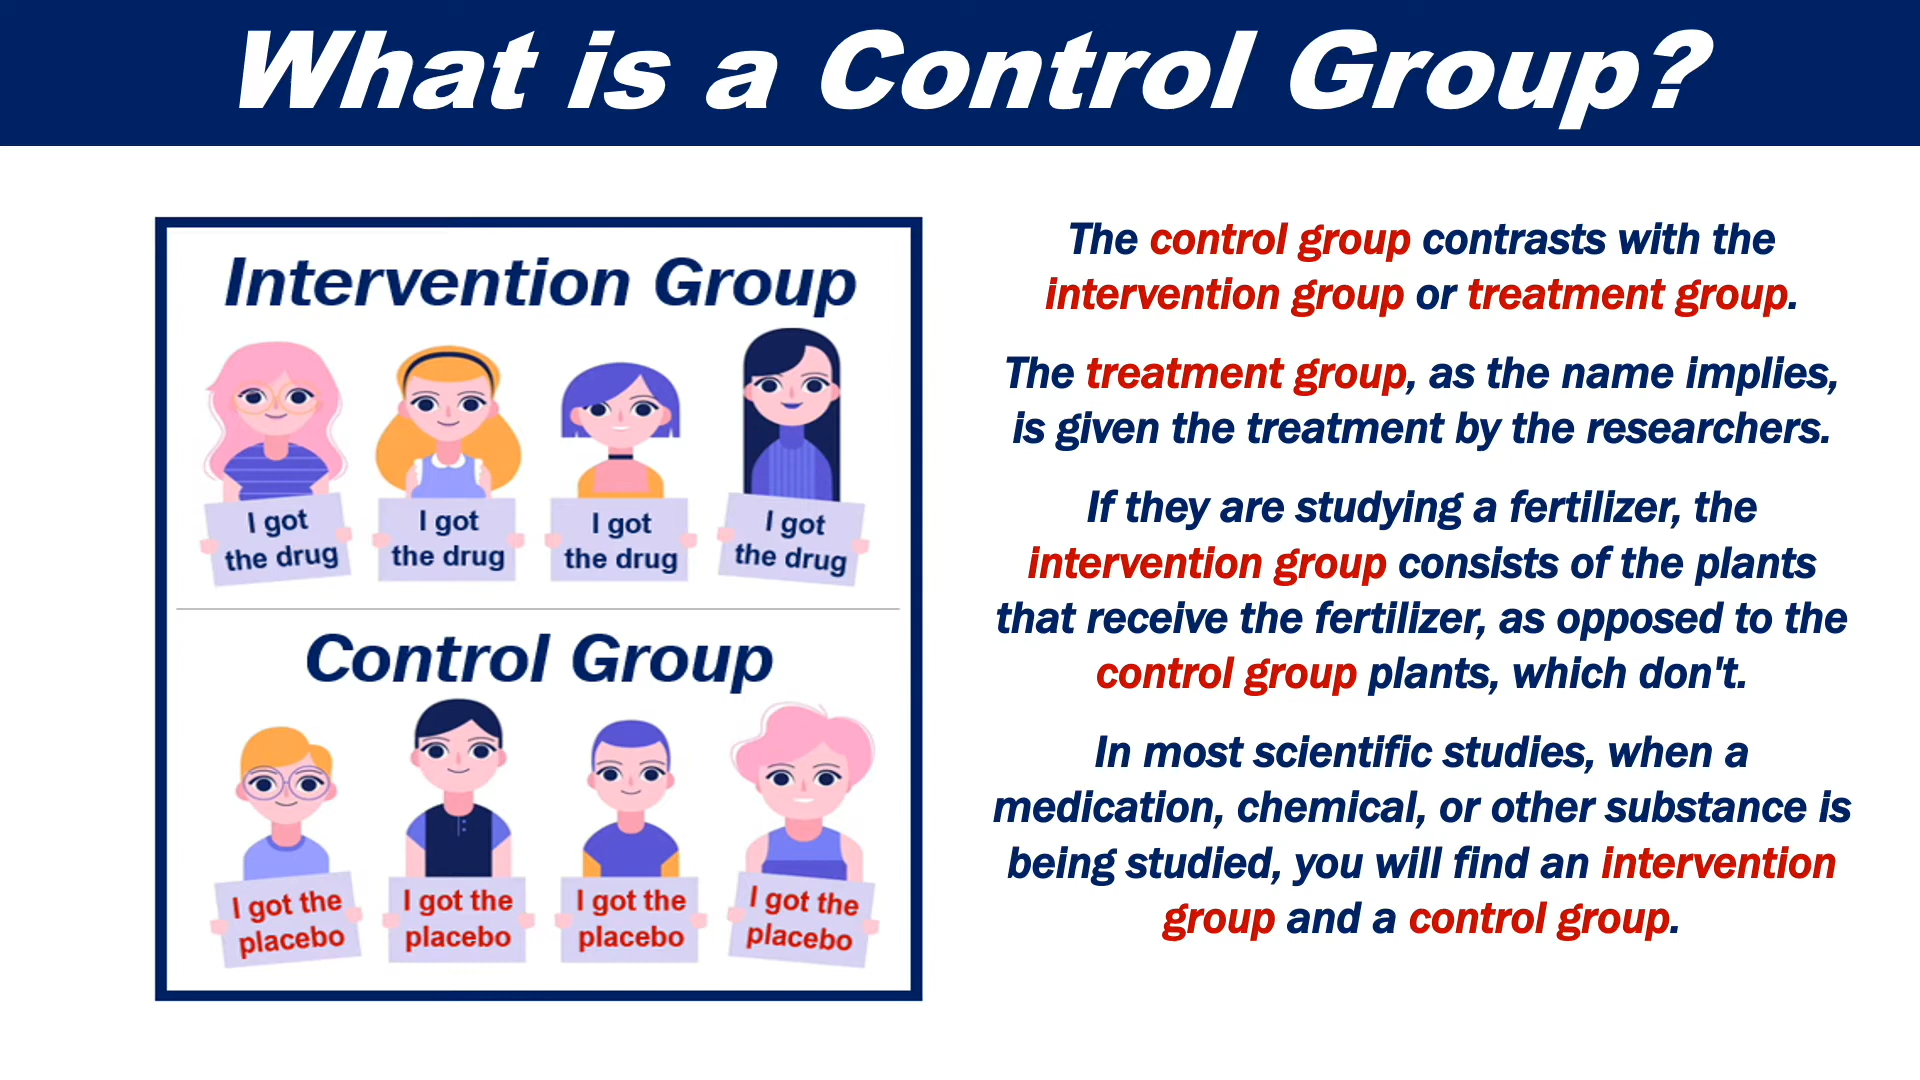 What is a Control Group?
Intervention Group
I got
the drug
I got
the drug
I got
the drug
I got
the drug
Control Group
I got the
placebo
I got the
placebo
I got the
placebo
I got the
placebo
The control group contrasts with the
intervention group or treatment group.
The treatment group, as the name implies,
is given the treatment by the researchers.
If they are studying a fertilizer, the
intervention group consists of the plants
that receive the fertilizer, as opposed to the
control group plants, which don't.
In most scientific studies, when a
medication, chemical, or other substance is
being studied, you will find an intervention
group and a control group.